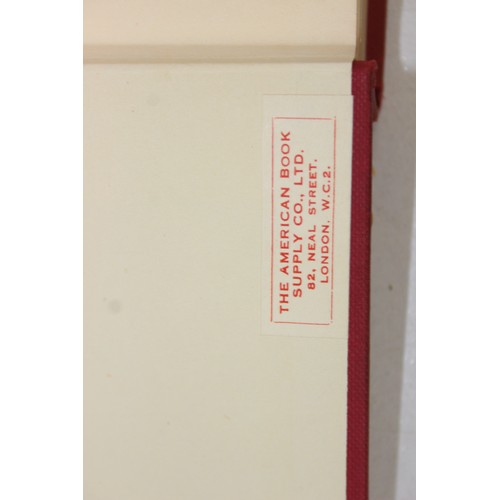 THE AMERICAN BOOK
SUPPLY CO., LTD.
82, NEAL STREET.
LONDON. W.C.2.